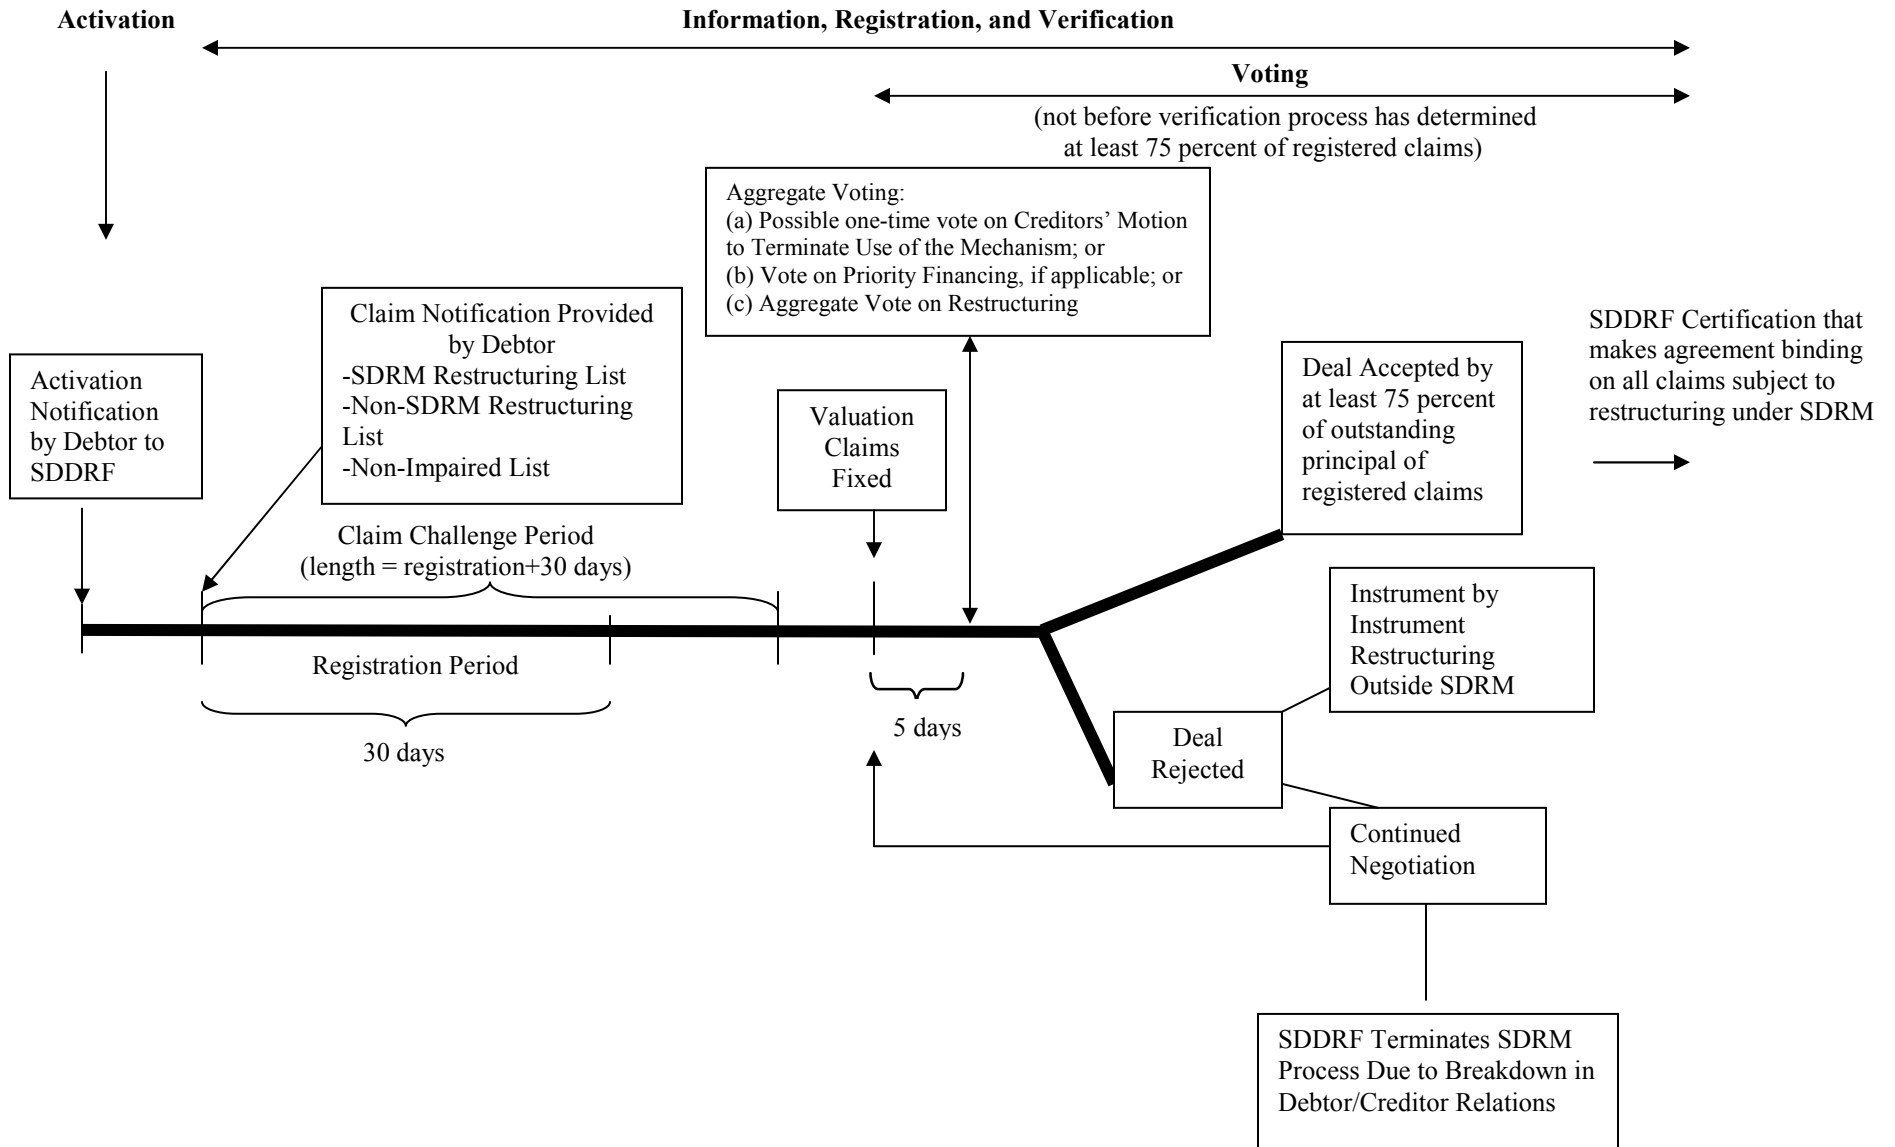 Activation
Information, Registration, and Verification
Voting
(not before verification process has determined
at least 75 percent of registered claims)
Aggregate Voting:
(a) Possible one-time vote on Creditors’ Motion
to Terminate Use of the Mechanism; or
(b) Vote on Priority Financing, if applicable; or
(c) Aggregate Vote on Restructuring
Claim Notification Provided
by Debtor
-SDRM Restructuring List
-Non-SDRM Restructuring
List
-Non-Impaired List
Activation
Notification
by Debtor to
SDDRF
Valuation
Claims
Fixed
Deal Accepted by
at least 75 percent
of outstanding
principal of
registered claims
SDDRF Certification that
makes agreement binding
on all claims subject to
restructuring under SDRM
Claim Challenge Period
(length = registration+30 days)
Registration Period
30 days
5 days
Instrument by
Instrument
Restructuring
Outside SDRM
Deal
Rejected
Continued
Negotiation
SDDRF Terminates SDRM
Process Due to Breakdown in
Debtor/Creditor Relations